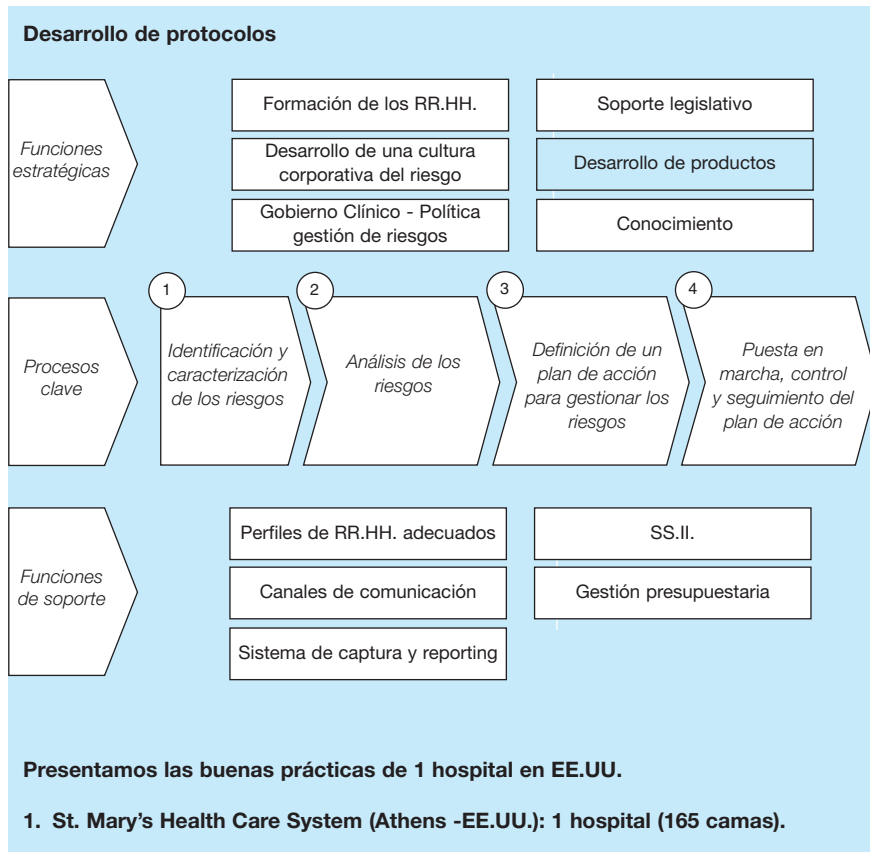 Desarrollo de protocolos
Funciones
estratégicas
Formación de los RR.HH.
Soporte legislativo
Desarrollo de una cultura
corporativa del riesgo
Desarrollo de productos
Gobierno Clínico - Política
gestión de riesgos
Conocimiento
Procesos
clave
1
Identificación y
caracterización
de los riesgos
2
Análisis de los
riesgos
3
Definición de un
plan de acción
para gestionar los
riesgos
4
Puesta en
marcha, control
y seguimiento del
plan de acción
Funciones
de soporte
Perfiles de RR.HH. adecuados
SS.II.
Canales de comunicación
Gestión presupuestaria
Sistema de captura y reporting
Presentamos las buenas prácticas de 1 hospital en EE.UU.
1. St. Mary’s Health Care System (Athens -EE.UU.): 1 hospital (165 camas).